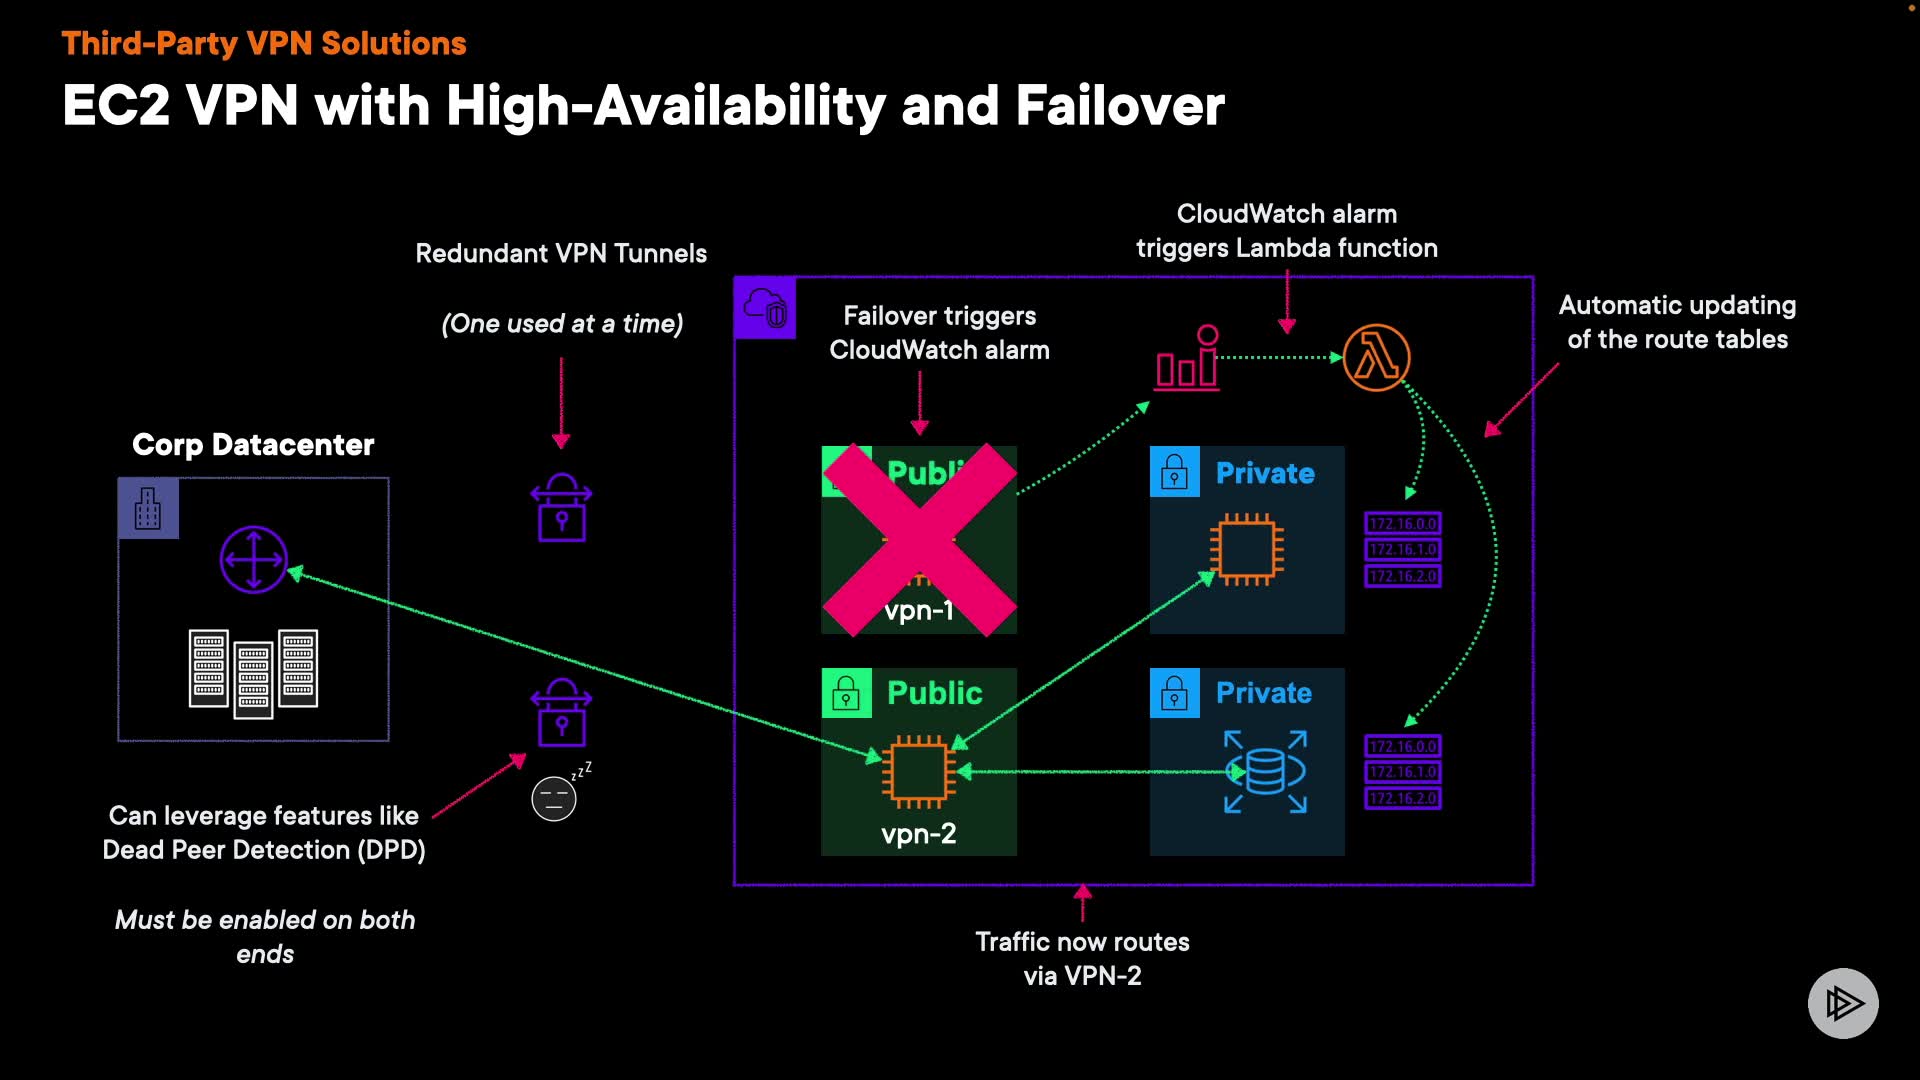 Third-Party VPN Solutions
EC2 VPN with High-Availability and Failover
CloudWatch alarm
triggers Lambda function
Redundant VPN Tunnels
(One used at a time)
Failover triggers
CloudWatch alarm
Automatic updating
of the route tables
Corp Datacenter
Public
vpn-1
Private
172.16.0.0
172.16.1.0
172.16.2.0
Public
vpn-2
Private
172.16.0.0
172.16.1.0
172.16.2.0
zzz
Can leverage features like
Dead Peer Detection (DPD)
Must be enabled on both
ends
Traffic now routes
via VPN-2